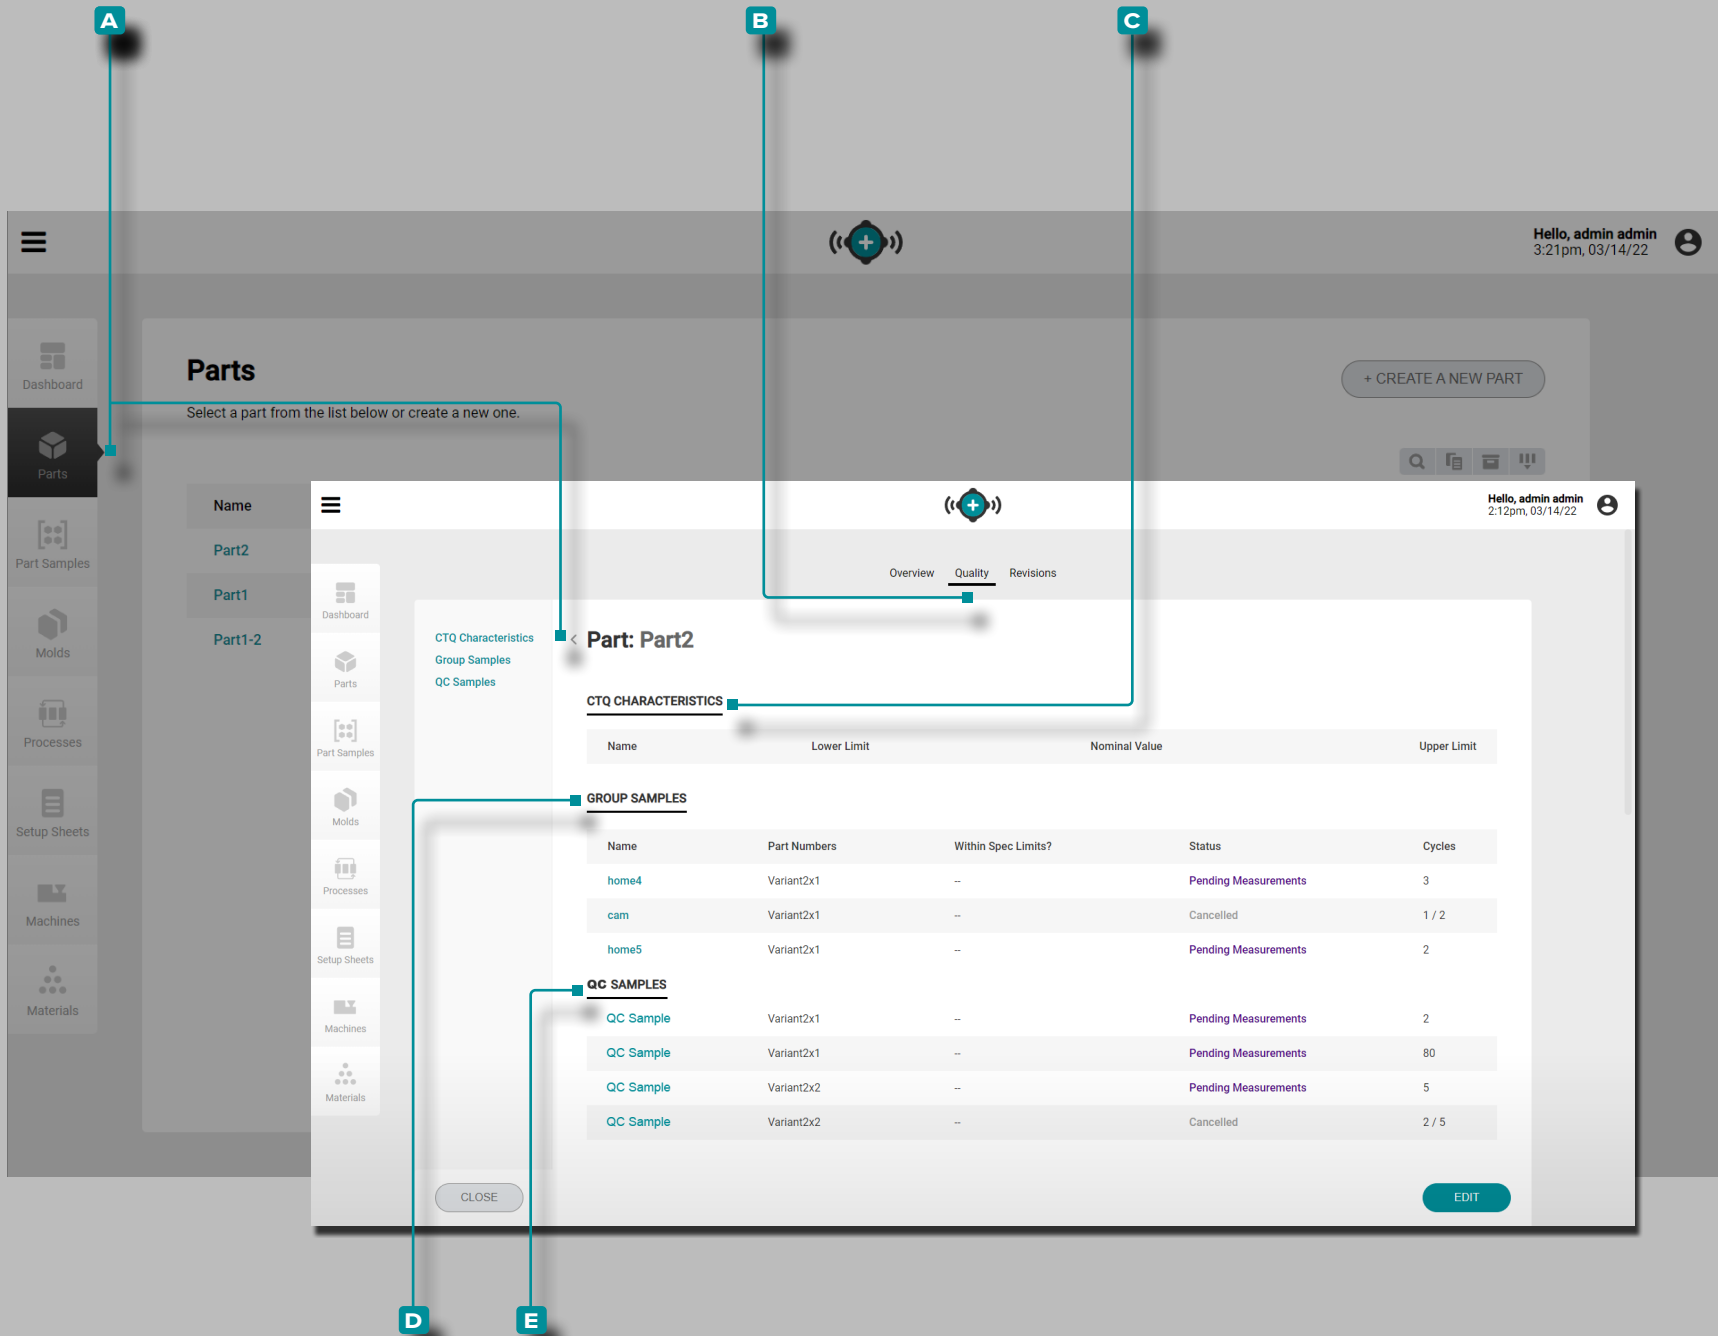 A
B
C
Hello, admin admin
3:21pm, 03/14/22
Dashboard
Parts
Part Samples
Molds
Processes
Setup Sheets
Machines
Materials
Parts
+ CREATE A NEW PART
Select a part from the list below or create a new one.
Name
Part2
Part1
Part1-2
Hello, admin admin
2:12pm, 03/14/22
Overview Quality Revisions
Dashboard
Parts
Part Samples
Molds
Processes
Setup Sheets
Machines
Materials
CTQ Characteristics
Group Samples
QC Samples
< Part: Part2
CTQ CHARACTERISTICS
Name Lower Limit Nominal Value Upper Limit
GROUP SAMPLES
Name Part Numbers Within Spec Limits? Status Cycles
home4 Variant2x1 -- Pending Measurements 3
cam Variant2x1 -- Cancelled 1 / 2
home5 Variant2x1 -- Pending Measurements 2
QC SAMPLES
QC Sample Variant2x1 -- Pending Measurements 2
QC Sample Variant2x1 -- Pending Measurements 80
QC Sample Variant2x2 -- Pending Measurements 5
QC Sample Variant2x2 -- Cancelled 2 / 5
CLOSE
EDIT
D
E